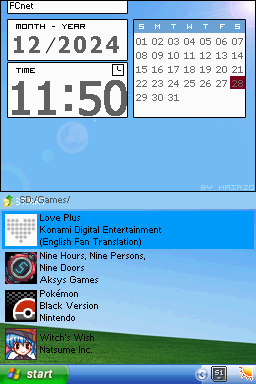 FCnet
MONTH - YEAR
12/2024
TIME
11:50
S M T W T F S
01 02 03 04 05 06 07
08 09 10 11 12 13 14
15 16 17 18 19 20 21
22 23 24 25 26 27 28
29 30 31
BY MAIRZO
SD:/Games/
Love Plus
Konami Digital Entertainment
(English Fan Translation)
Nine Hours, Nine Persons,
Nine Doors
Aksys Games
Pokémon
Black Version
Nintendo
Witch's Wish
Natsume Inc.
start